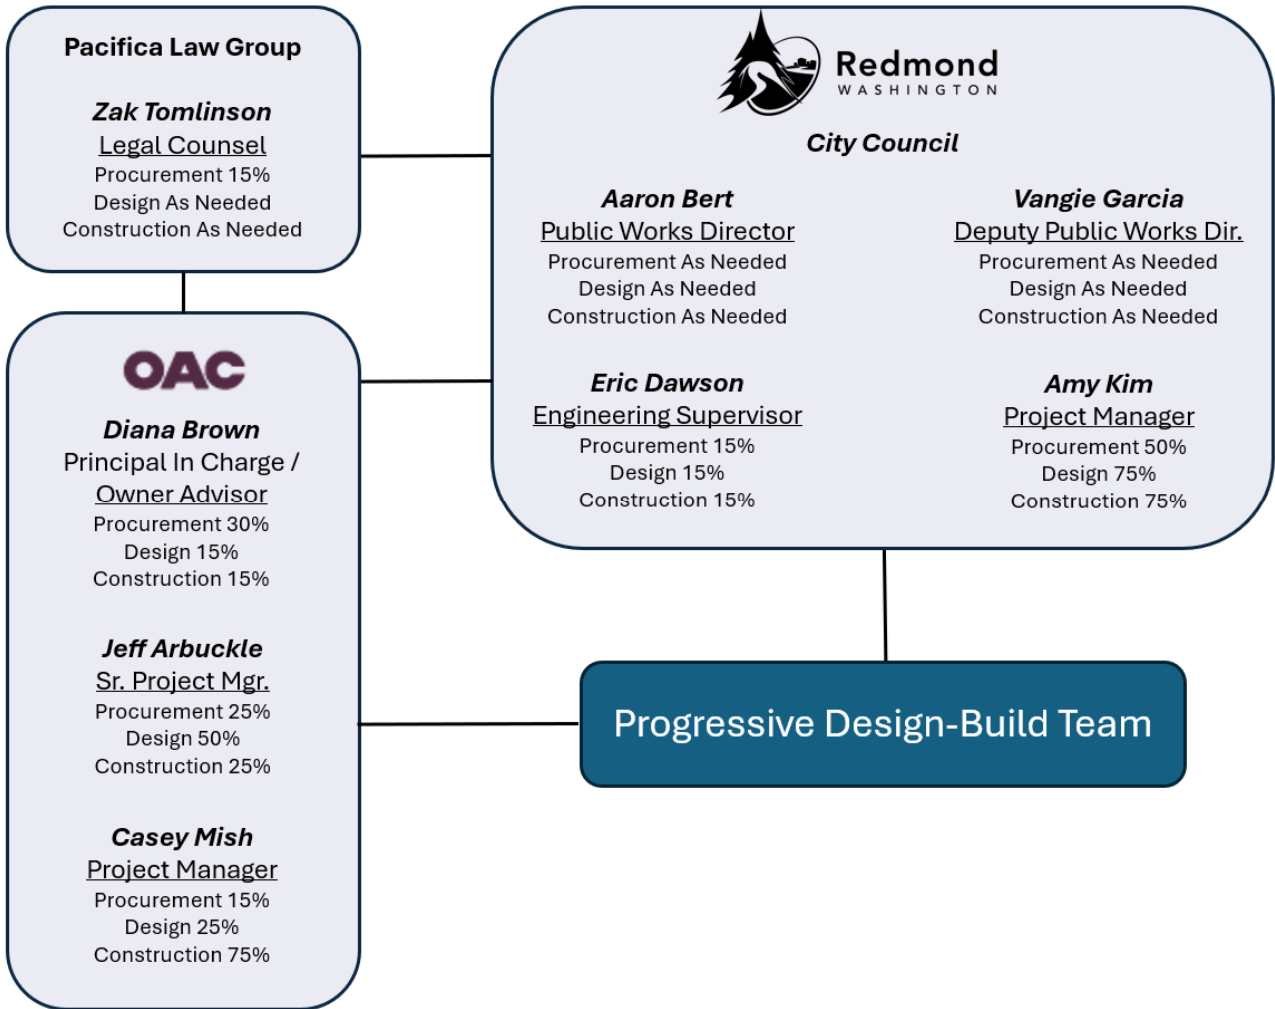 Pacifica Law Group
Zak Tomlinson
Legal Counsel
Procurement 15%
Design As Needed
Construction As Needed
OAC
Diana Brown
Principal In Charge /
Owner Advisor
Procurement 30%
Design 15%
Construction 15%
Jeff Arbuckle
Sr. Project Mgr.
Procurement 25%
Design 50%
Construction 25%
Casey Mish
Project Manager
Procurement 15%
Design 25%
Construction 75%
Redmond
WASHINGTON
City Council
Aaron Bert
Public Works Director
Procurement As Needed
Design As Needed
Construction As Needed
Vangie Garcia
Deputy Public Works Dir.
Procurement As Needed
Design As Needed
Construction As Needed
Eric Dawson
Engineering Supervisor
Procurement 15%
Design 15%
Construction 15%
Amy Kim
Project Manager
Procurement 50%
Design 75%
Construction 75%
Progressive Design-Build Team